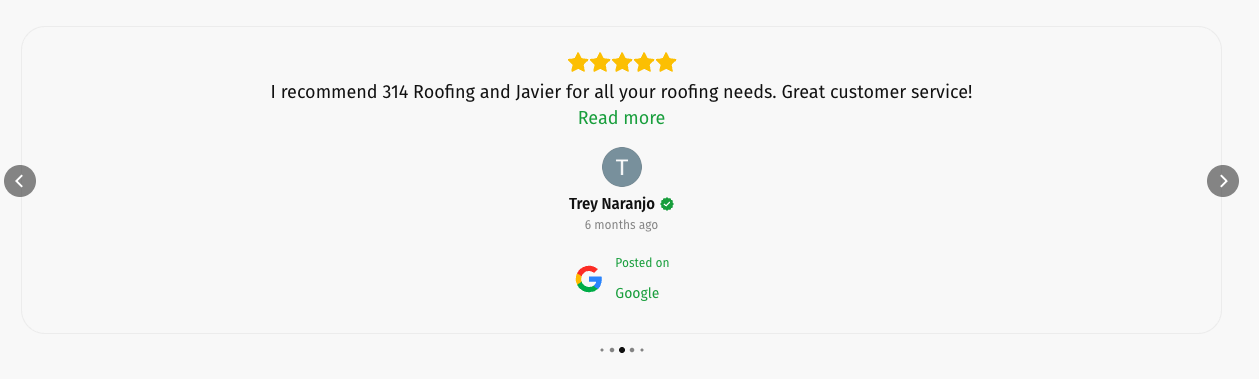 I recommend 314 Roofing and Javier for all your roofing needs. Great customer service!
Read more
T
Trey Naranjo
6 months ago
Posted on
Google